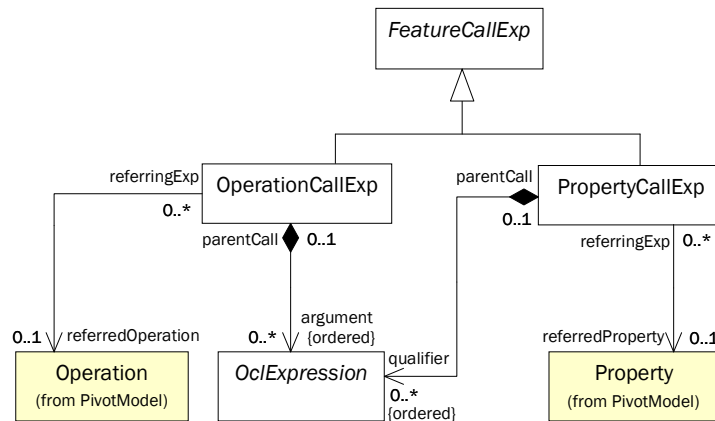 FeatureCallExp
referringExp
OperationCallExp
parentCall
PropertyCallExp
0..*
0..1
parentCall
0..1
referringExp
0..*
argument
0..*
{ordered}
0..1
referredOperation
qualifier
referredProperty
0..1
Operation
(from PivotModel)
OclExpression
0..*
{ordered}
Property
(from PivotModel)